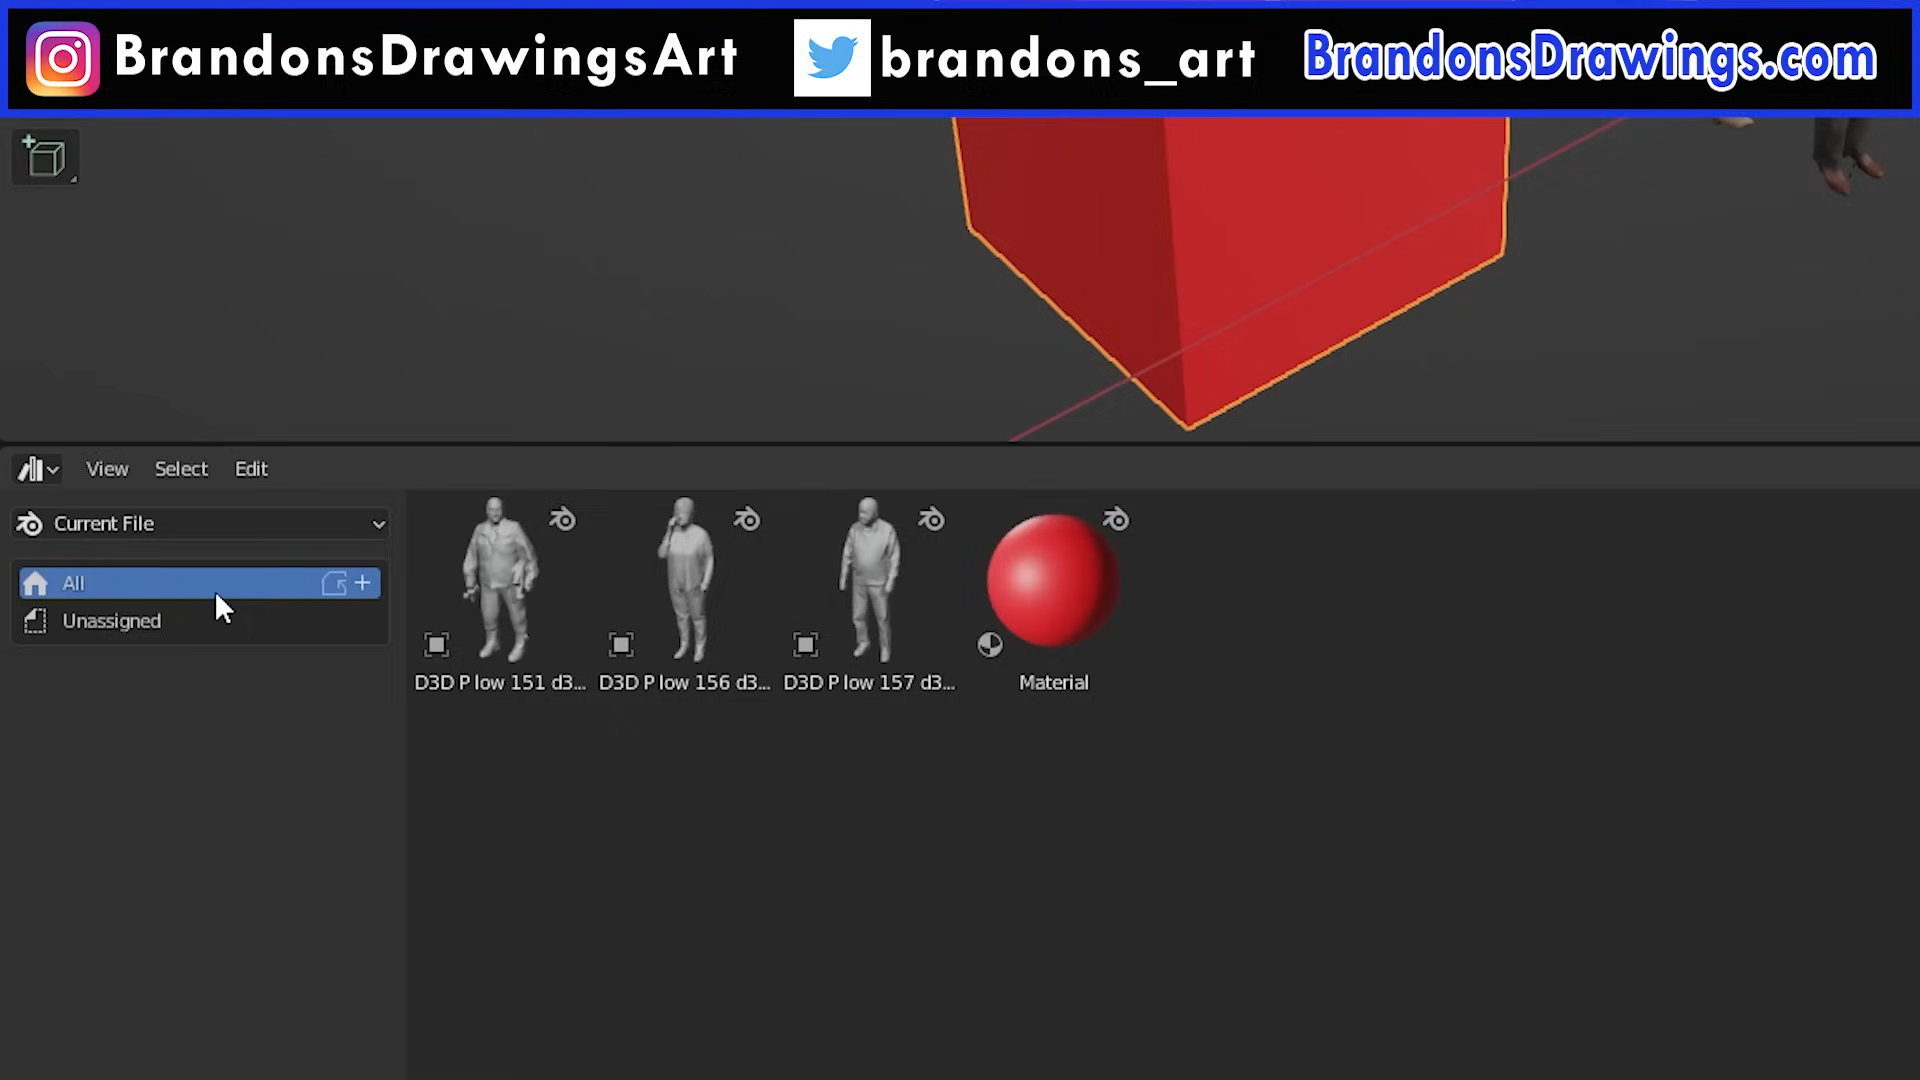 BrandonsDrawingsArt
brandons_art
BrandonsDrawings.com
View Select Edit
Current File
All
Unassigned
D3D P low 151 d3... D3D P low 156 d3... D3D P low 157 d3... Material